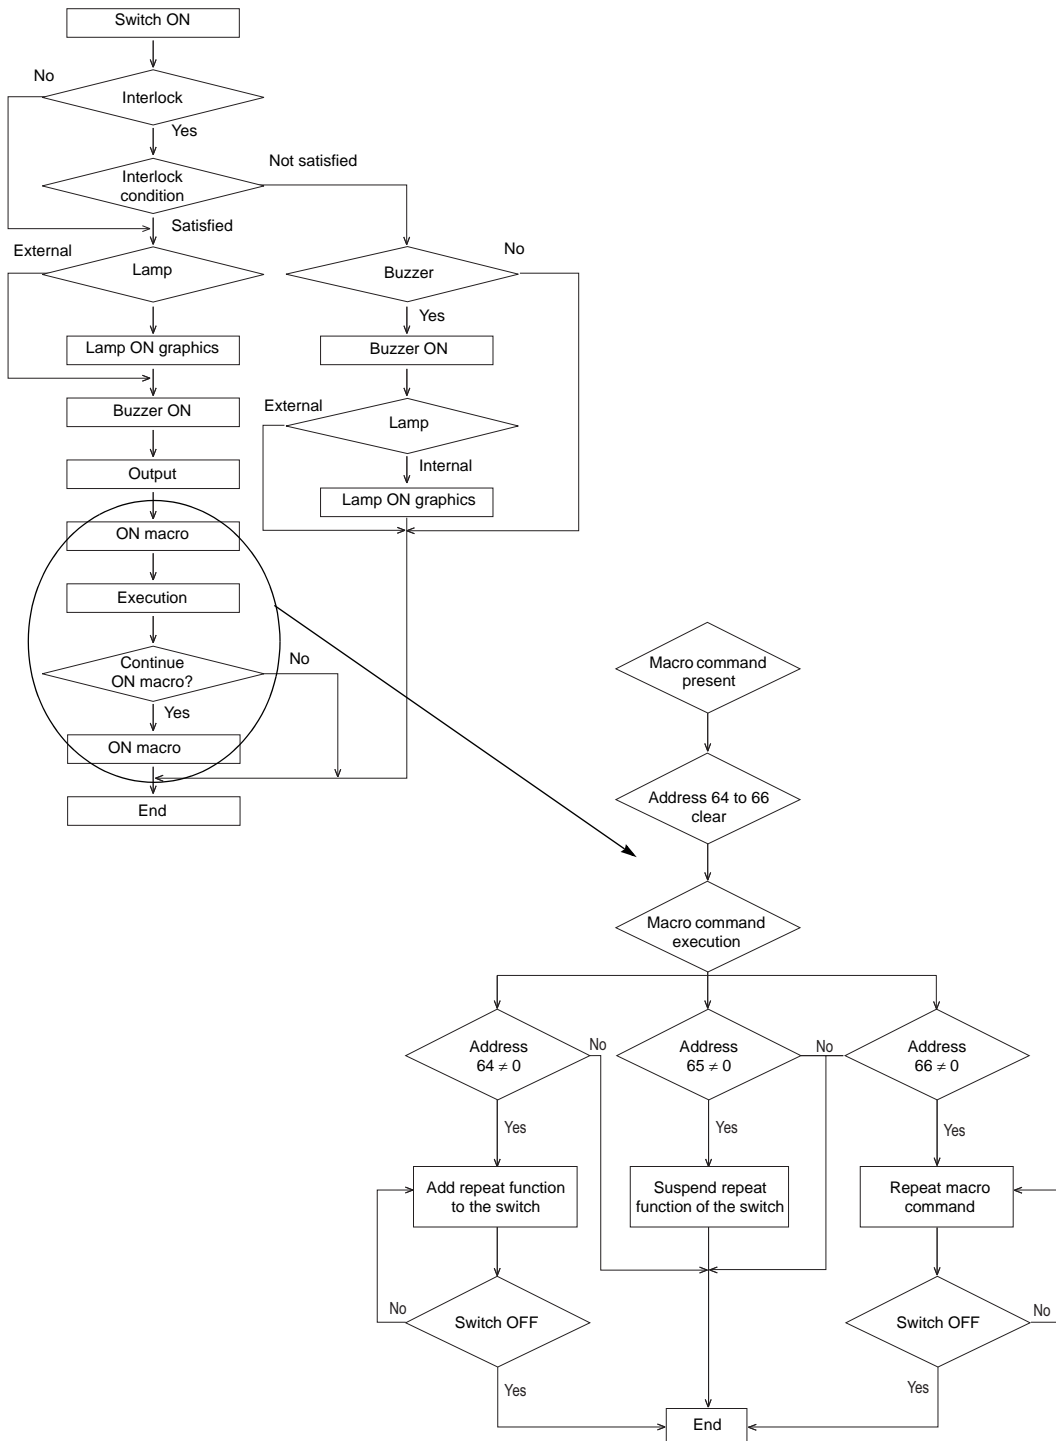 Switch ON
No
Interlock
Yes
Not satisfied
Interlock
condition
Satisfied
External
No
Lamp
Buzzer
Yes
Lamp ON graphics
Buzzer ON
External
Buzzer ON
Lamp
Internal
Output
Lamp ON graphics
ON macro
Execution
Continue
ON macro?
No
Yes
ON macro
End
Macro command
present
Address 64 to 66
clear
Macro command
execution
Address
64 ≠ 0
No
Address
65 ≠ 0
No
Address
66 ≠ 0
Yes
Yes
Yes
Add repeat function
to the switch
Suspend repeat
function of the switch
Repeat macro
command
No
Switch OFF
Switch OFF
No
Yes
Yes
End